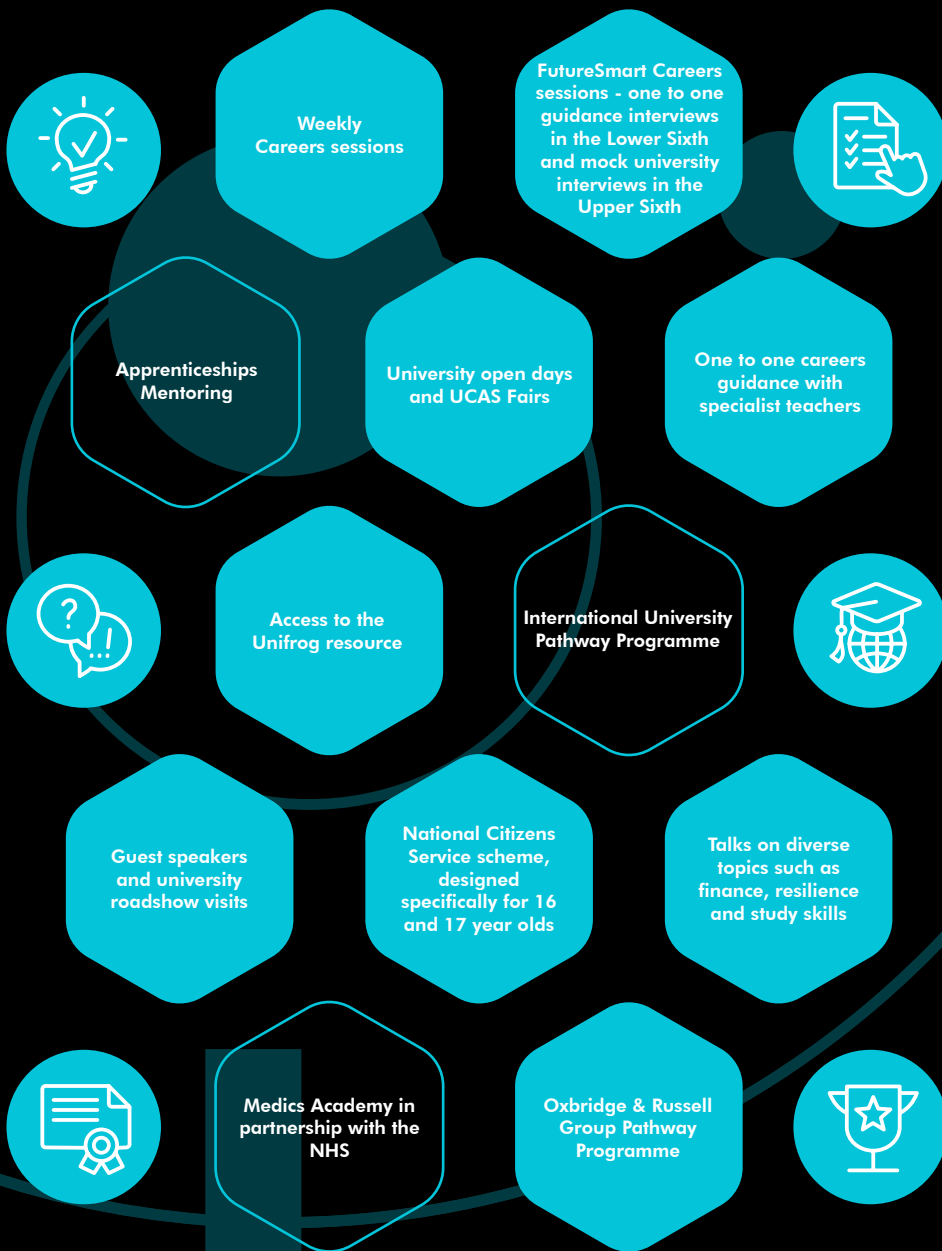 Weekly
Careers sessions
FutureSmart Careers
sessions - one to one
guidance interviews
in the Lower Sixth
and mock university
interviews in the
Upper Sixth
Apprenticeships
Mentoring
University open days
and UCAS Fairs
One to one careers
guidance with
specialist teachers
Access to the
Unifrog resource
International University
Pathway Programme
Guest speakers
and university
roadshow visits
National Citizens
Service scheme,
designed
specifically for 16
and 17 year olds
Talks on diverse
topics such as
finance, resilience
and study skills
Medics Academy in
partnership with the
NHS
Oxbridge & Russell
Group Pathway
Programme